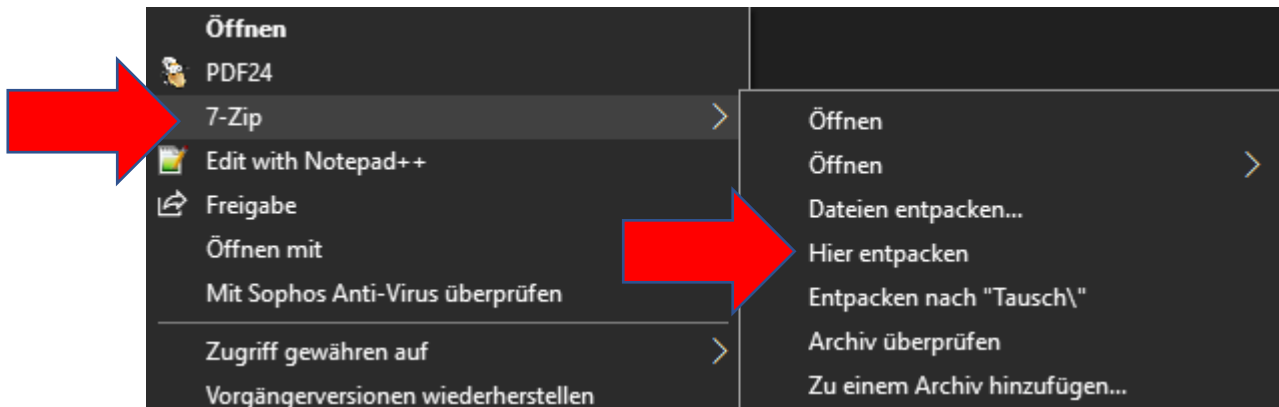 Öffnen
PDF24
7-Zip
Edit with Notepad++
Freigabe
Öffnen mit
Mit Sophos Anti-Virus überprüfen
Zugriff gewähren auf
Vorgängerversionen wiederherstellen
Öffnen
Öffnen
Dateien entpacken...
Hier entpacken
Entpacken nach "Tausch\"
Archiv überprüfen
Zu einem Archiv hinzufügen...